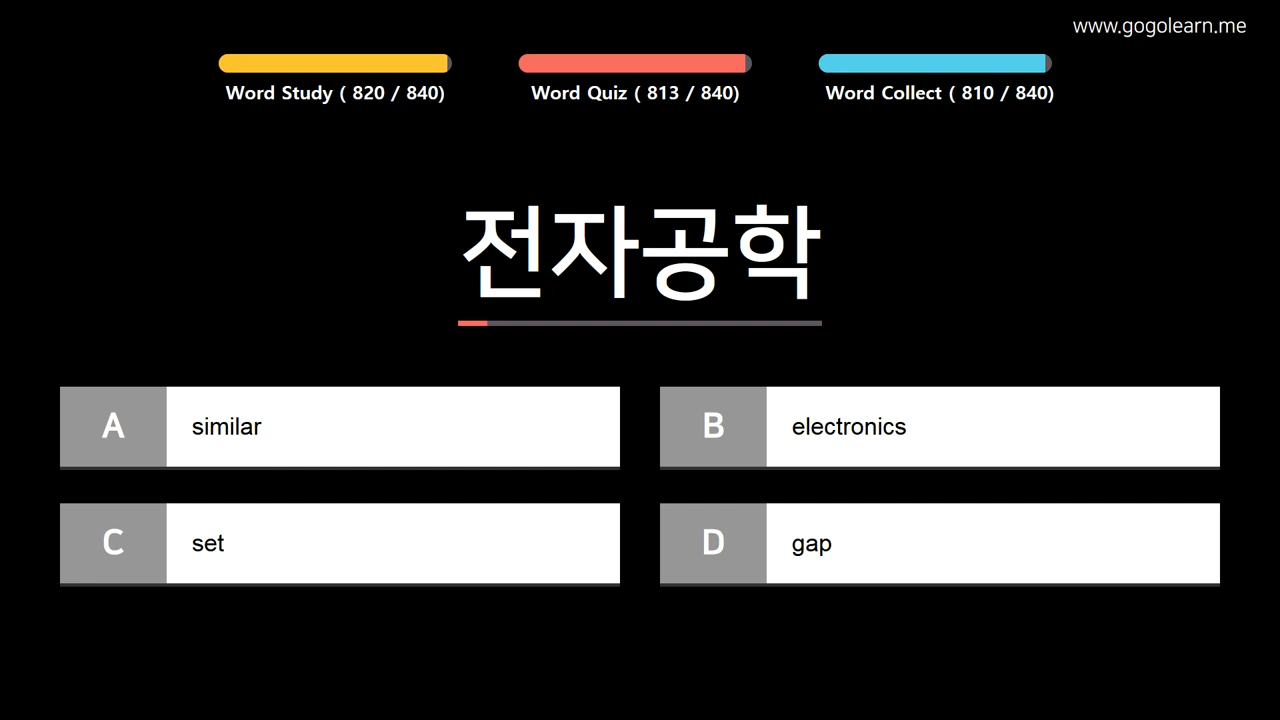 www.gogolearn.me
Word Study ( 820 / 840)
Word Quiz ( 813 / 840)
Word Collect ( 810 / 840)
전자공학
A similar
B electronics
C set
D gap